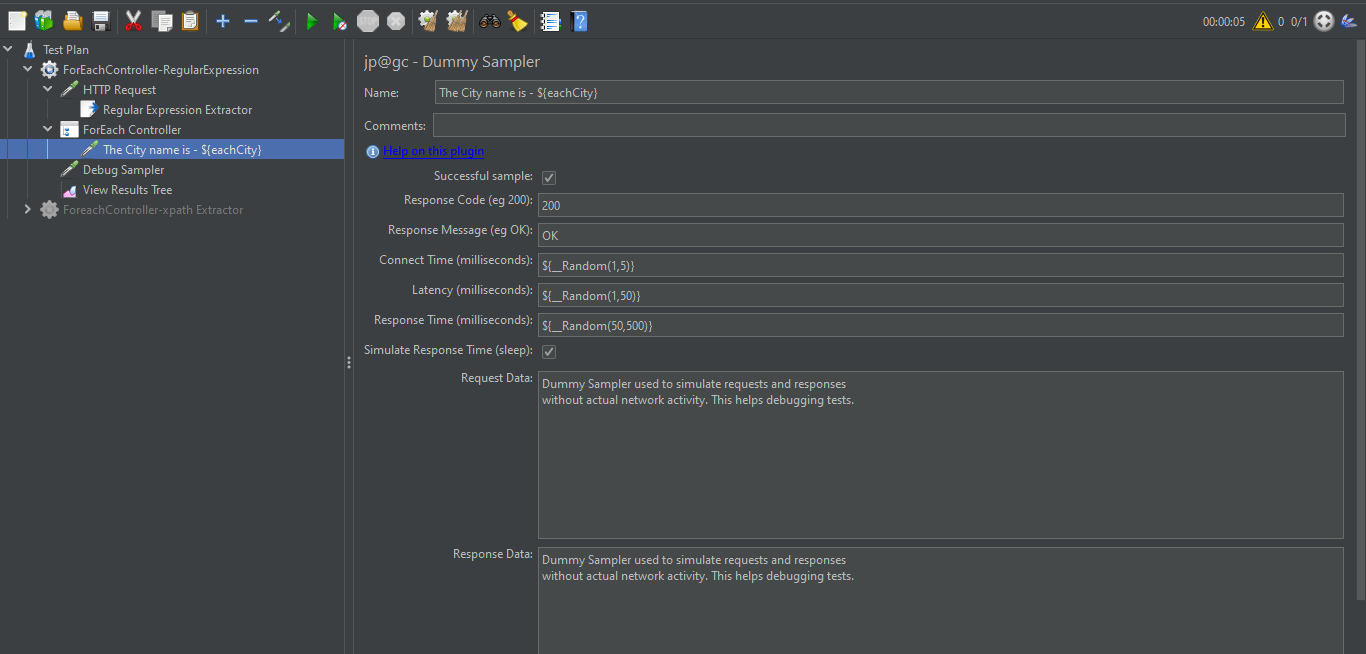 00:00:05 0 0/1
Test Plan
ForEachController-RegularExpression
HTTP Request
Regular Expression Extractor
ForEach Controller
The City name is - ${eachCity}
Debug Sampler
View Results Tree
ForeachController-xpath Extractor
jp@gc - Dummy Sampler
Name: The City name is - ${eachCity}
Comments:
Help on this plugin
Successful sample:
Response Code (eg 200): 200
Response Message (eg OK): OK
Connect Time (milliseconds): ${__Random(1,5)}
Latency (milliseconds): ${__Random(1,50)}
Response Time (milliseconds): ${__Random(50,500)}
Simulate Response Time (sleep):
Request Data: Dummy Sampler used to simulate requests and responses
without actual network activity. This helps debugging tests.
Response Data: Dummy Sampler used to simulate requests and responses
without actual network activity. This helps debugging tests.